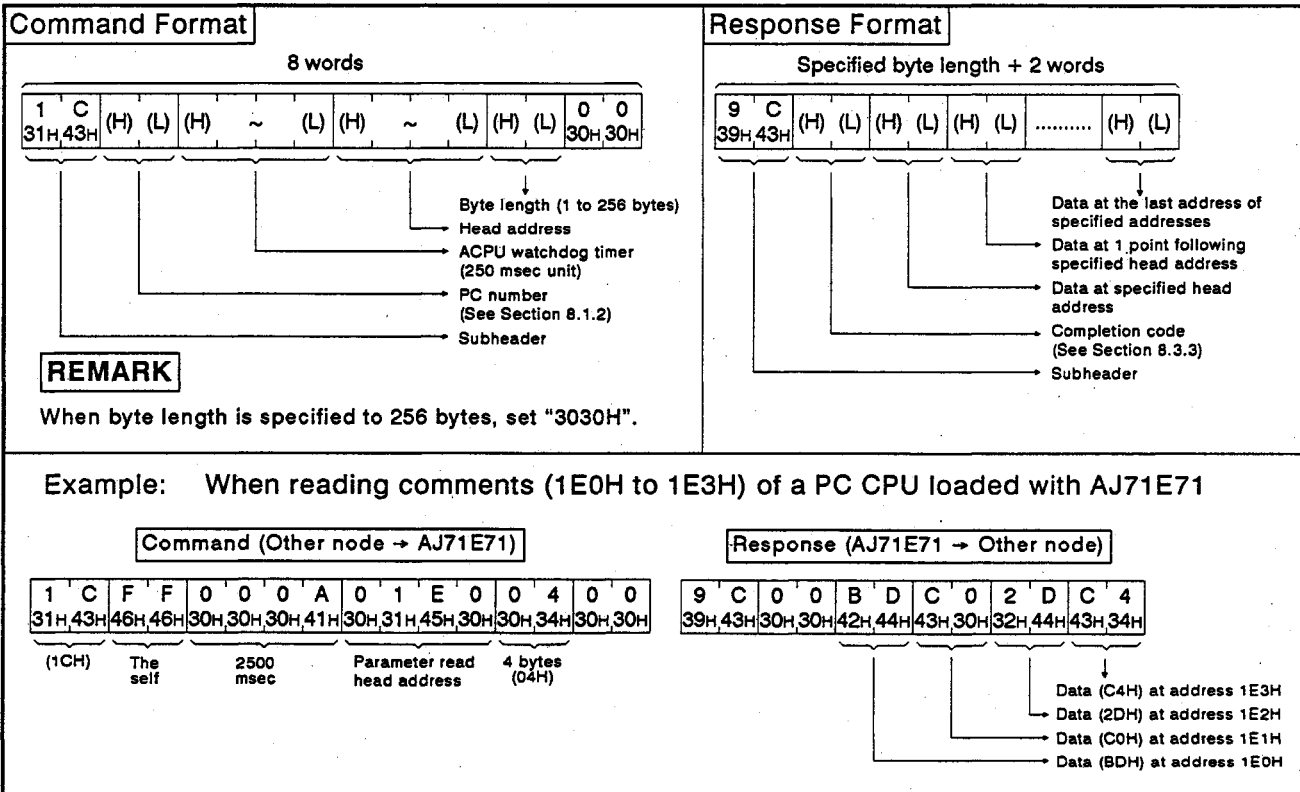 Command Format
8 words
1 C (H) (L) (H) ~ (L) (H) ~ (L) (H) (L) 0 0
31H 43H 30H 30H
Byte length (1 to 256 bytes)
Head address
ACPU watchdog timer
(250 msec unit)
PC number
(See Section 8.1.2)
Subheader
REMARK
When byte length is specified to 256 bytes, set “3030H”.
Response Format
Specified byte length + 2 words
9 C (H) (L) (H) (L) (H) (L) .......... (H) (L)
39H 43H
Data at the last address of
specified addresses
Data at 1 point following
specified head address
Data at specified head
address
Completion code
(See Section 8.3.3)
Subheader
Example: When reading comments (1E0H to 1E3H) of a PC CPU loaded with AJ71E71
Command (Other node → AJ71E71)
1 C F F 0 0 0 A 0 1 E 0 0 4 0 0
31H 43H 46H 46H 30H 30H 30H 41H 30H 31H 45H 30H 30H 34H 30H 30H
(1CH) The 2500 Parameter read 4 bytes
self msec head address (04H)
Response (AJ71E71 → Other node)
9 C 0 0 B D C 0 2 D C 4
39H 43H 30H 30H 42H 44H 43H 30H 32H 44H 43H 34H
Data (C4H) at address 1E3H
Data (2DH) at address 1E2H
Data (C0H) at address 1E1H
Data (BDH) at address 1E0H